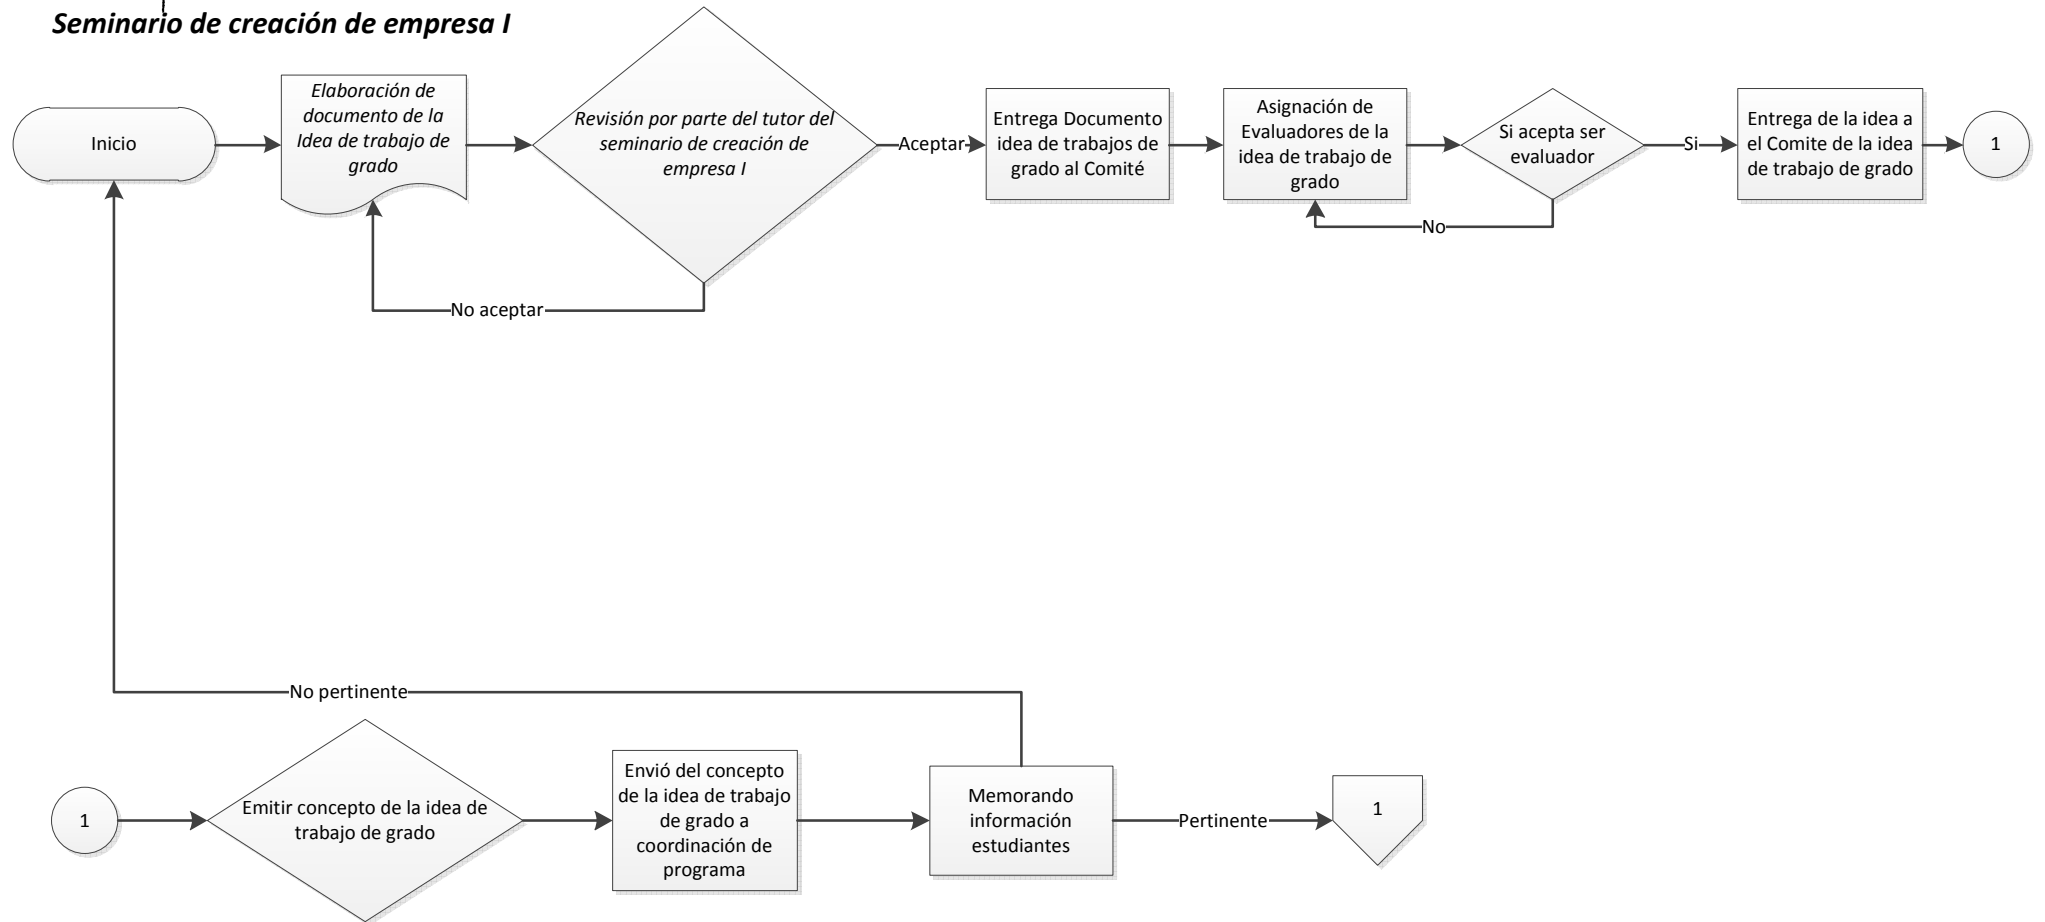 Seminario de creación de empresa I
Inicio
Elaboración de
documento de la
Idea de trabajo de
grado
Revisión por parte del tutor del
seminario de creación de
empresa I
Aceptar
Entrega Documento
idea de trabajos de
grado al Comité
Asignación de
Evaluadores de la
idea de trabajo de
grado
Si acepta ser
evaluador
Si
Entrega de la idea a
el Comite de la idea
de trabajo de grado
1
No
No aceptar
No pertinente
1
Emitir concepto de la idea de
trabajo de grado
Envió del concepto
de la idea de trabajo
de grado a
coordinación de
programa
Memorando
información
estudiantes
Pertinente
1